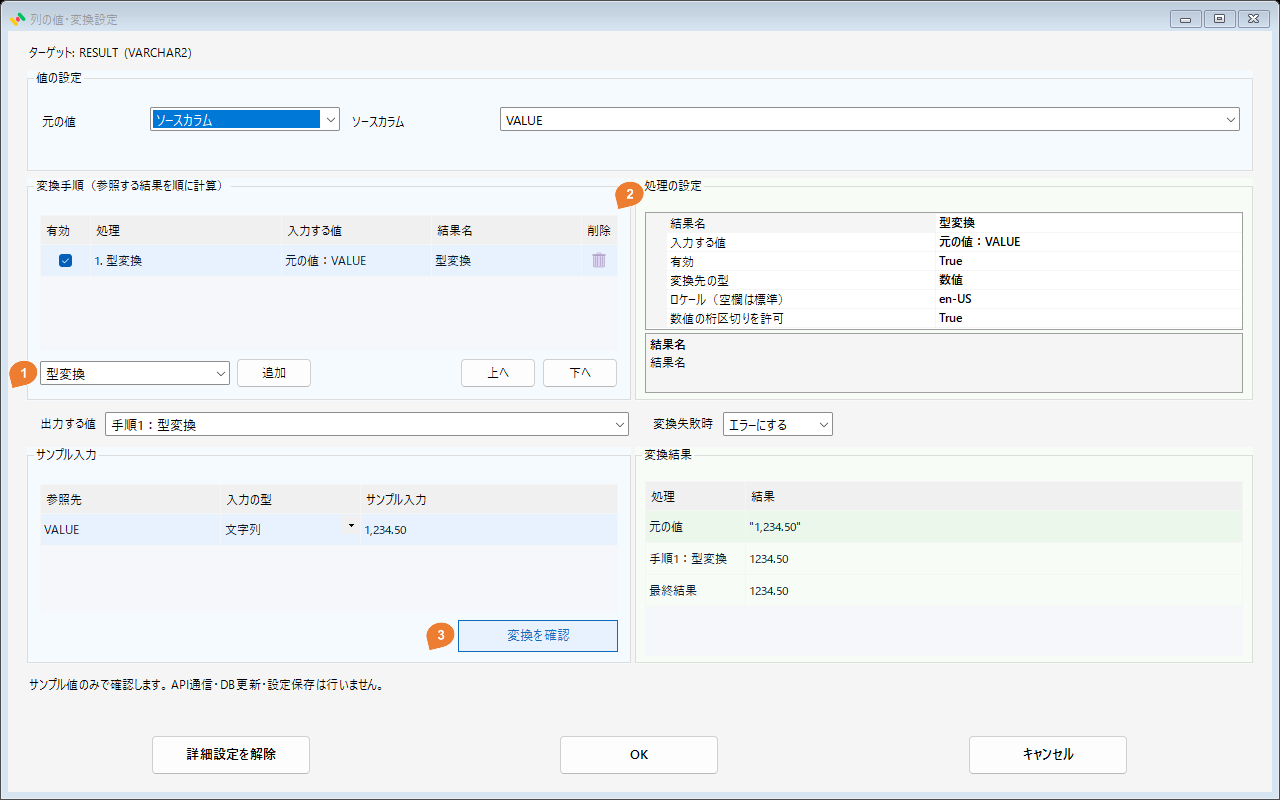 列の値・変換設定
ターゲット: RESULT (VARCHAR2)
値の設定
元の値 ソースカラム ソースカラム VALUE
変換手順（参照する結果を順に計算）
有効 処理 入力する値 結果名 削除
1. 型変換 元の値：VALUE 型変換
1 型変換 追加 上へ 下へ
2 処理の設定
結果名 型変換
入力する値 元の値：VALUE
有効 True
変換先の型 数値
ロケール（空欄は標準） en-US
数値の桁区切りを許可 True
結果名
結果名
出力する値 手順1：型変換 変換失敗時 エラーにする
サンプル入力
参照先 入力の型 サンプル入力
VALUE 文字列 1,234.50
3 変換を確認
変換結果
処理 結果
元の値 "1,234.50"
手順1：型変換 1234.50
最終結果 1234.50
サンプル値のみで確認します。API通信・DB更新・設定保存は行いません。
詳細設定を解除 OK キャンセル